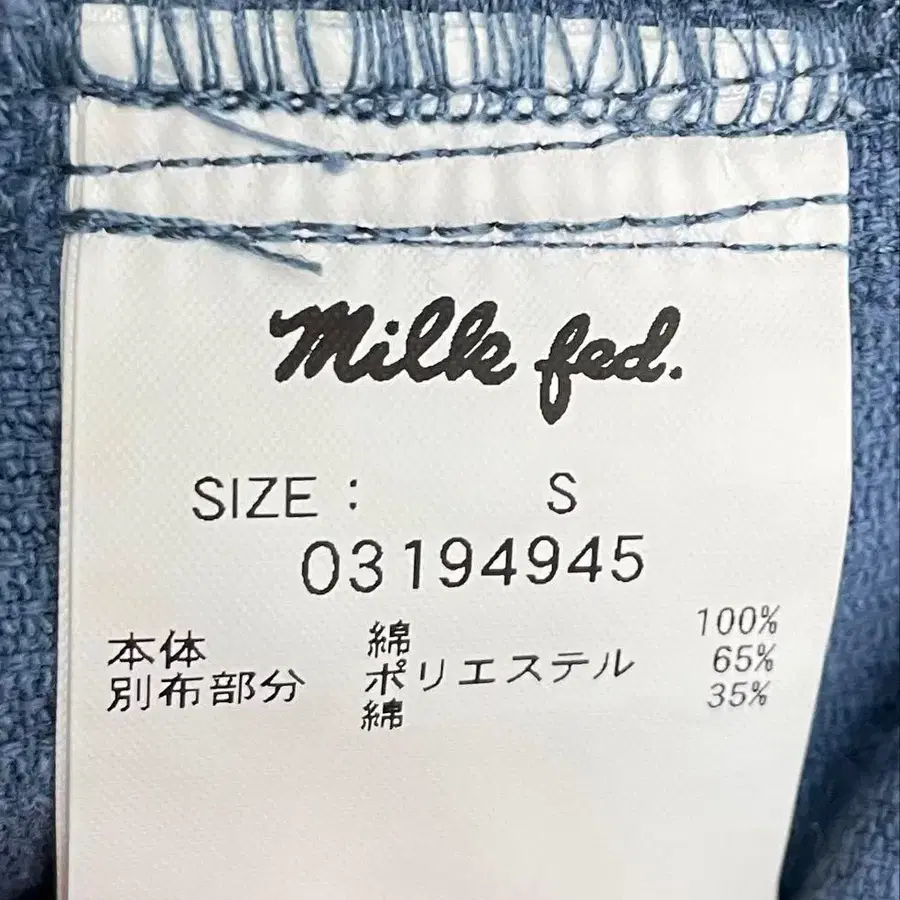 Milk fed.
SIZE : S
03194945
本体 綿 100%
別布部分 ポリエステル 65%
綿 35%